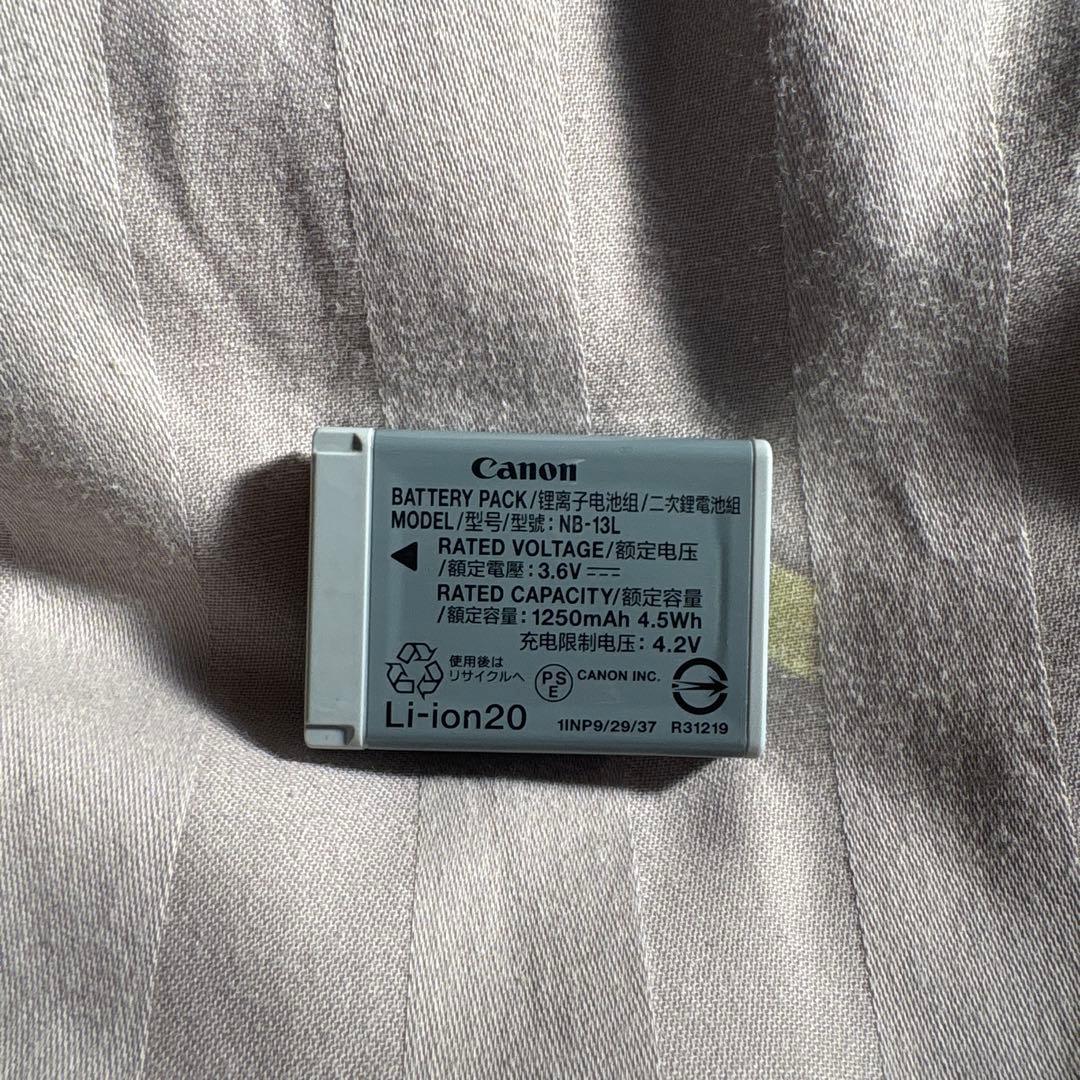 Canon
BATTERY PACK/锂离子电池组/二次鋰電池組
MODEL/型号/型號: NB-13L
RATED VOLTAGE/额定电压
/額定電壓: 3.6V
RATED CAPACITY/额定容量
/額定容量: 1250mAh 4.5Wh
充电限制电压: 4.2V
使用後は
リサイクルへ
PS
E
CANON INC.
Li-ion20
1INP9/29/37
R31219